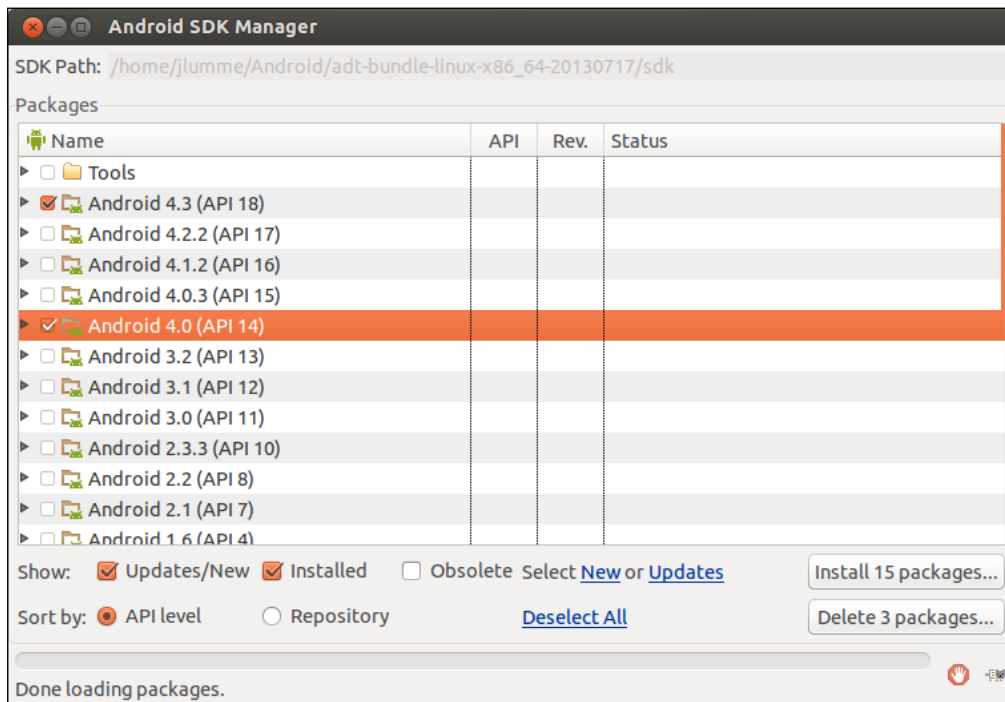 Android SDK Manager
SDK Path: /home/jlumme/Android/adt-bundle-linux-x86_64-20130717/sdk
Packages
Name API Rev. Status
Tools
Android 4.3 (API 18)
Android 4.2.2 (API 17)
Android 4.1.2 (API 16)
Android 4.0.3 (API 15)
Android 4.0 (API 14)
Android 3.2 (API 13)
Android 3.1 (API 12)
Android 3.0 (API 11)
Android 2.3.3 (API 10)
Android 2.2 (API 8)
Android 2.1 (API 7)
Android 1.6 (API 4)
Show: Updates/New Installed Obsolete Select New or Updates Install 15 packages...
Sort by: API level Repository Deselect All Delete 3 packages...
Done loading packages.